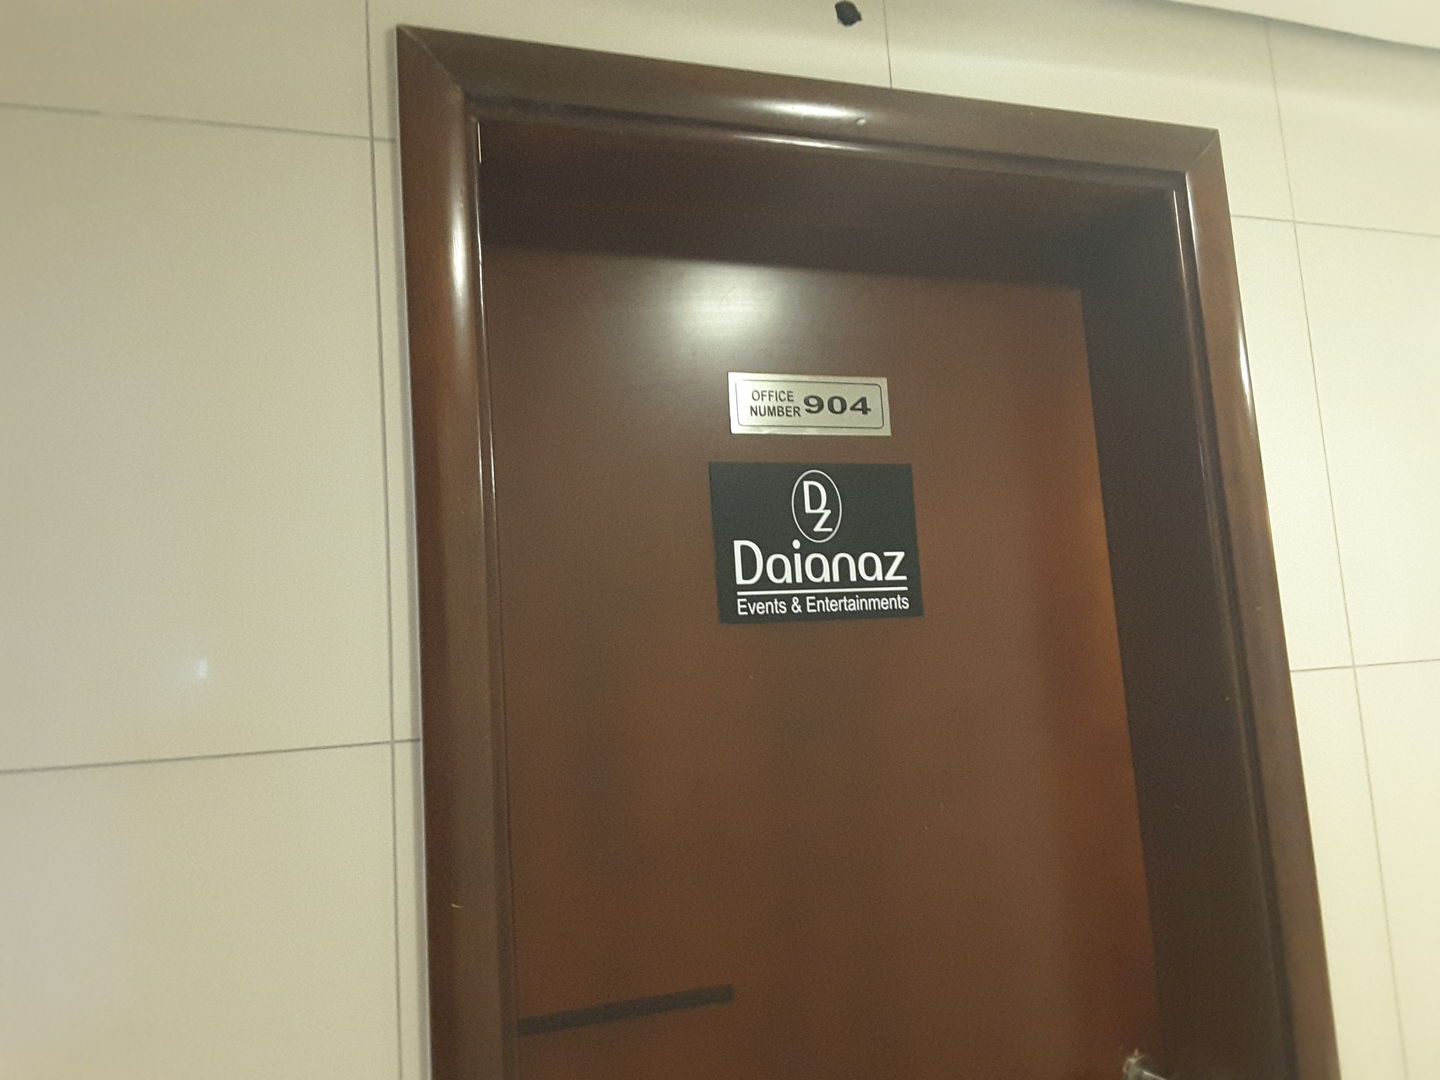 OFFICE
NUMBER 904
DZ
Daianaz
Events & Entertainments